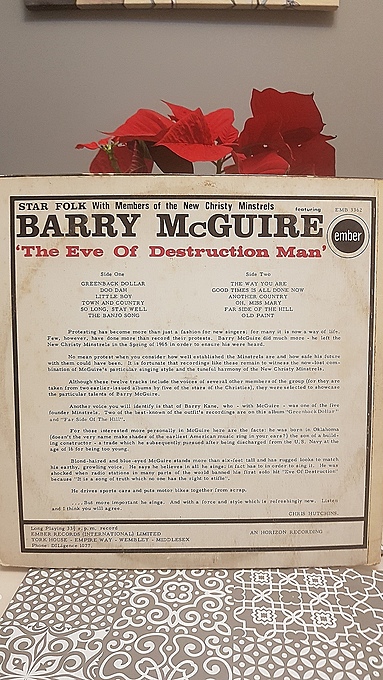 STAR FOLK With Members of the New Christy Minstrels featuring EMB 3362
BARRY McGUIRE
ember
'The Eve Of Destruction Man'
Side One
GREENBACK DOLLAR
DOO DAH
LITTLE BOY
TOWN AND COUNTRY
SO LONG, STAY WELL
THE BANJO SONG
Side Two
THE WAY YOU ARE
GOOD TIMES IS ALL DONE NOW
ANOTHER COUNTRY
OH, MISS MARY
FAR SIDE OF THE HILL
OLD PAINT
Protesting has become more than just a fashion for new singers; for many it is now a way of life.
Few, however, have done more than record their protests. Barry McGuire did much more - he left the
New Christy Minstrels in the Spring of 1965 in order to ensure his were heard.
No mean protest when you consider how well established the Minstrels are and how safe his future
with them could have been. It is fortunate that recordings like these remain to witness the now-lost com-
bination of McGuire's particular singing style and the tuneful harmony of the New Christy Minstrels.
Although these twelve tracks include the voices of several other members of the group (for they are
taken from two earlier-issued albums by five of the stars of the Christies), they were selected to showcase
the particular talents of Barry McGuire.
Another voice you will identify is that of Barry Kane, who - with McGuire - was one of the five
founder Minstrels. Two of the best-known of the outfit's recordings are on this album "Greenback Dollar"
and "Far Side Of The Hill".
For those interested more personally in McGuire here are the facts: he was born in Oklahoma
(doesn't the very name make shades of the earliest American music ring in your ears?) the son of a build-
ing constructor - a trade which he subsequently pursued after being discharged from the U.S. Navy at the
age of 16 for being too young.
Blond-haired and blue-eyed McGuire stands more than six-feet tall and has rugged looks to match
his earthy, growling voice. He says he believes in all he sings; in fact has to in order to sing it. He was
shocked when radio stations in many parts of the world banned his first solo hit "Eve Of Destruction"
because "It is a song of truth which no one has the right to stifle".
He drives sports cars and puts motor bikes together from scrap.
.....But more important he sings. And with a force and style which is refreshingly new. Listen
and I think you will agree.
CHRIS HUTCHINS.
Long Playing 33⅓ r.p.m. record
EMBER RECORDS (INTERNATIONAL) LIMITED
YORK HOUSE - EMPIRE WAY - WEMBLEY - MIDDLESEX
Phone: DILigence 1077.
AN HORIZON RECORDING